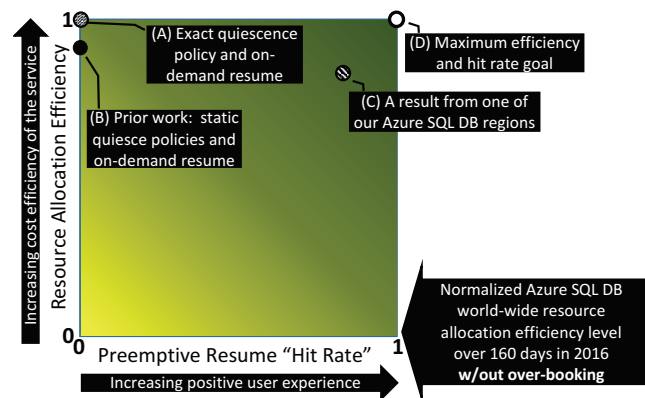 1
(A) Exact quiescence
policy and on-
demand resume
(D) Maximum efficiency
and hit rate goal
(B) Prior work: static
quiesce policies and
on-demand resume
(C) A result from one of
our Azure SQL DB regions
Increasing cost efficiency of the service
Resource Allocation Efficiency
0
0
Preemptive Resume “Hit Rate”
1
Increasing positive user experience
Normalized Azure SQL DB
world-wide resource
allocation efficiency level
over 160 days in 2016
w/out over-booking